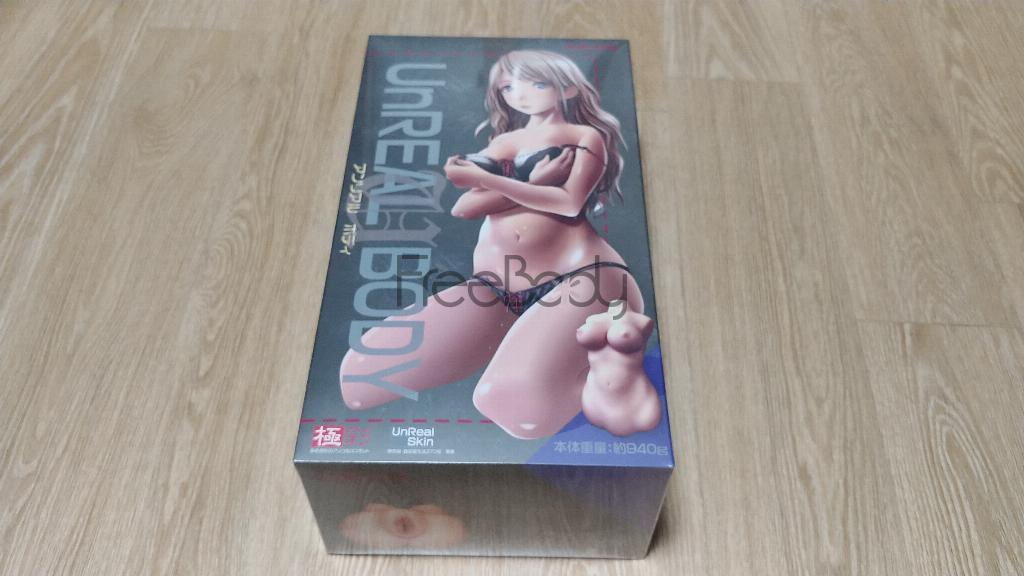 UnREAL BODY
アンリアル ボディ
FreeBody
極
UnReal
Skin
本体重量:約940g